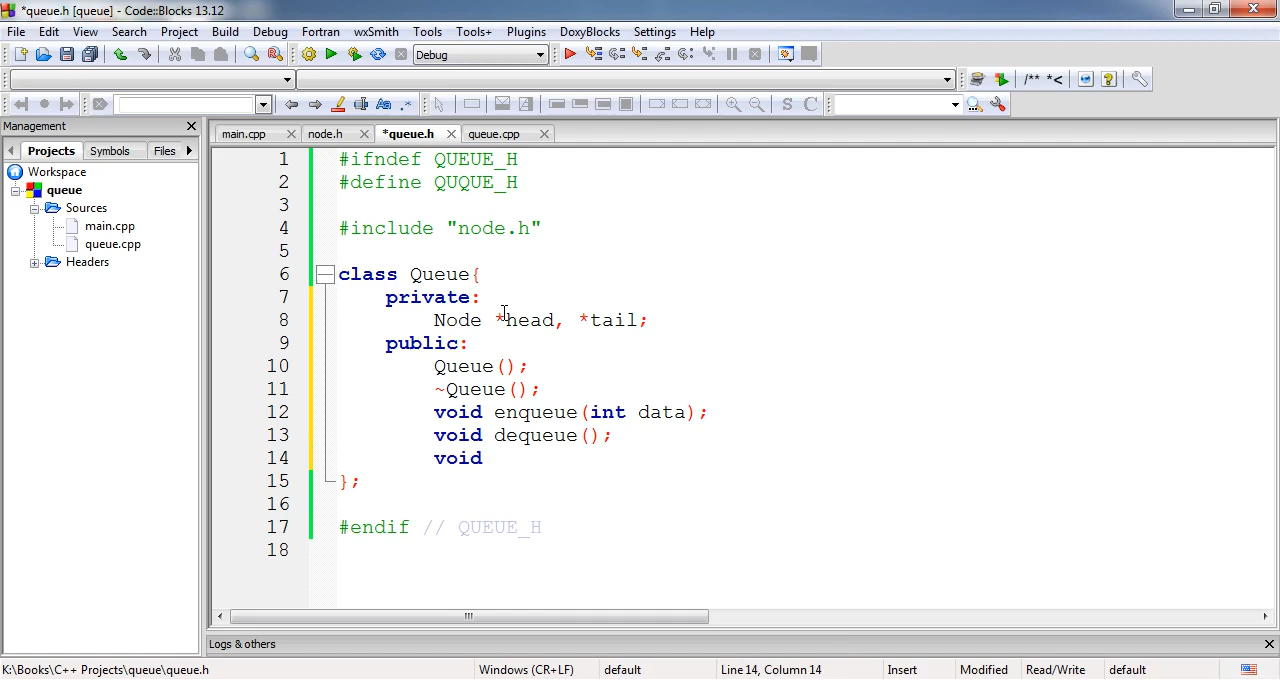 *queue.h [queue] - Code::Blocks 13.12
File Edit View Search Project Build Debug Fortran wxSmith Tools Tools+ Plugins DoxyBlocks Settings Help
Debug
/** *<
Aa .* S C
Management
Projects Symbols Files
main.cpp node.h *queue.h queue.cpp
Workspace
queue
Sources
main.cpp
queue.cpp
Headers
1 #ifndef QUEUE_H
2 #define QUQUE_H
3
4 #include "node.h"
5
6 class Queue{
7 private:
8 Node *head, *tail;
9 public:
10 Queue();
11 ~Queue();
12 void enqueue(int data);
13 void dequeue();
14 void
15 };
16
17 #endif // QUEUE_H
18
Logs & others
K:\Books\C++ Projects\queue\queue.h Windows (CR+LF) default Line 14, Column 14 Insert Modified Read/Write default